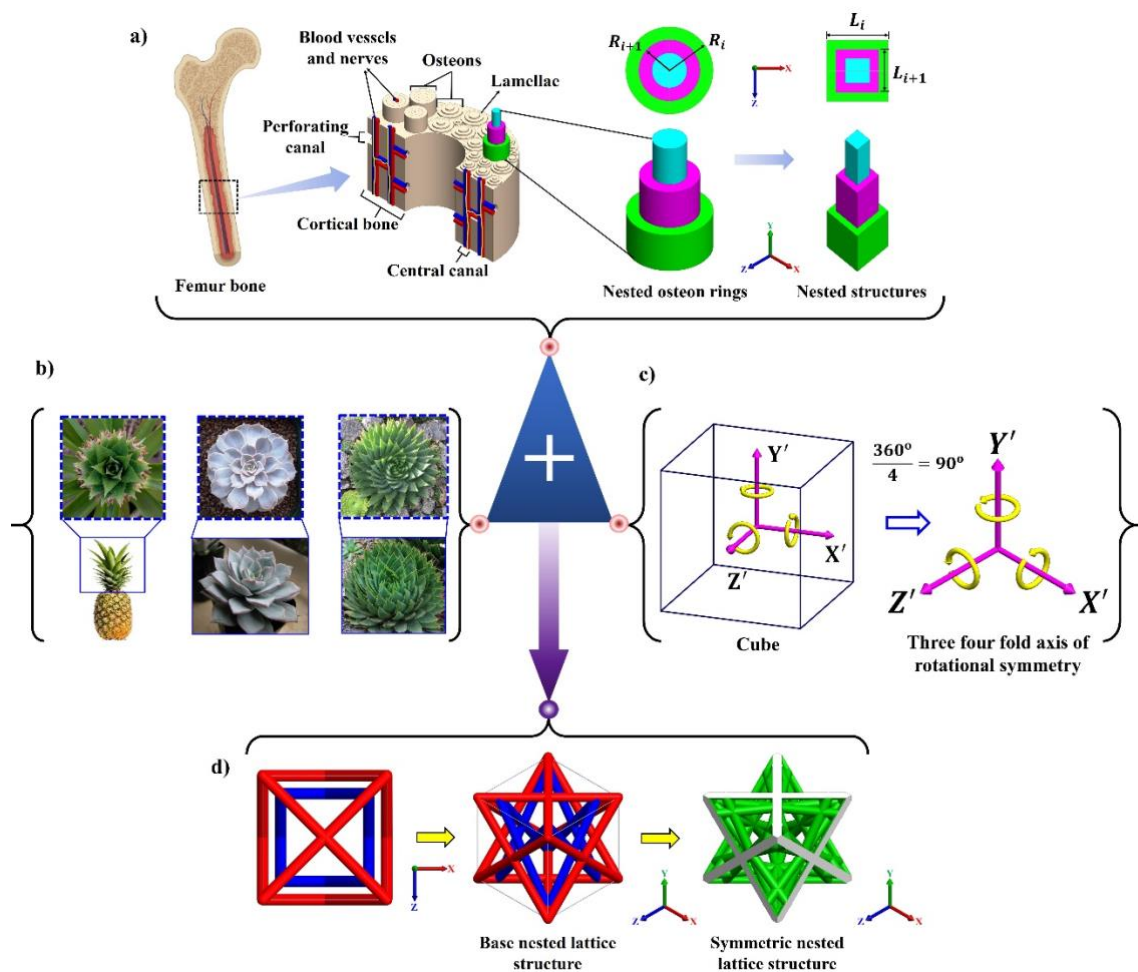 a)
Blood vessels
and nerves
Osteons
Lamellae
Perforating
canal
Cortical bone
Central canal
Femur bone
R_{i+1}
R_i
X
Z
L_i
L_{i+1}
Y
Z
X
Nested osteon rings
Nested structures
b)
+
c)
Y′
X′
Z′
Cube
360°/4 = 90°
Y′
Z′
X′
Three four fold axis of
rotational symmetry
d)
X
Z
Y
Z
X
Y
Z
X
Base nested lattice
structure
Symmetric nested
lattice structure